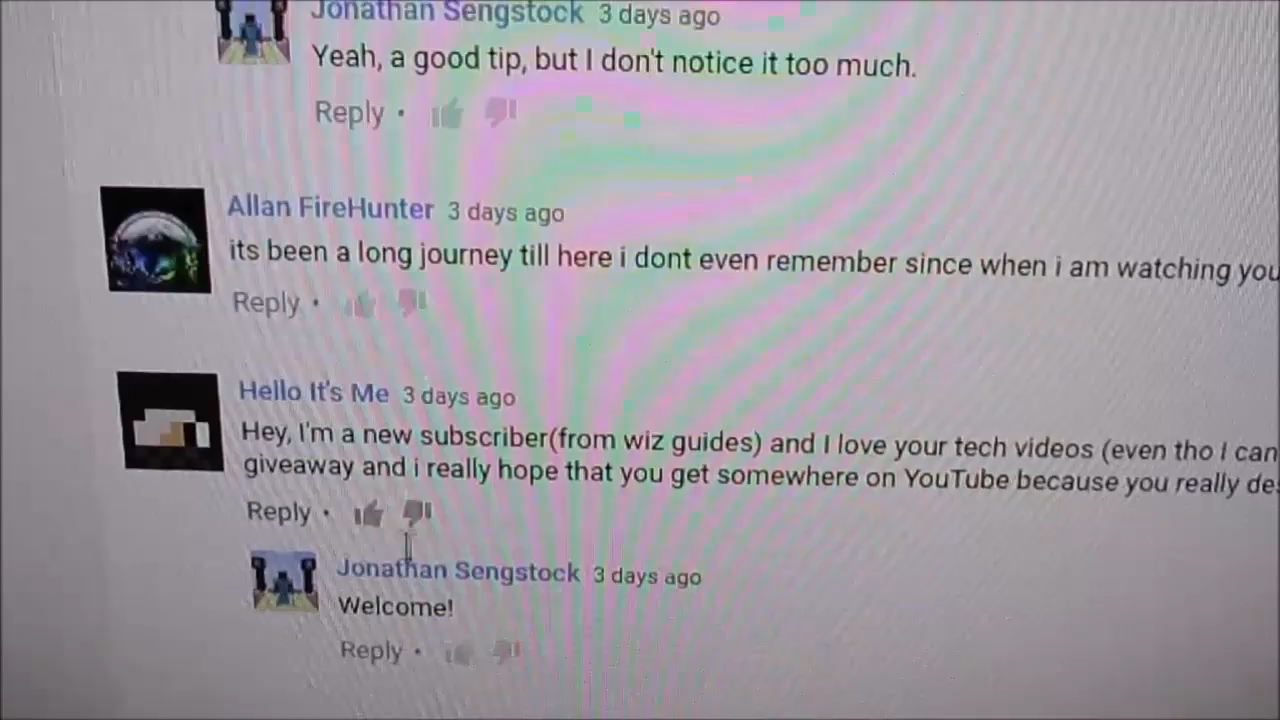 Jonathan Sengstock 3 days ago
Yeah, a good tip, but I don't notice it too much.
Reply •
Allan FireHunter 3 days ago
its been a long journey till here i dont even remember since when i am watching you
Reply •
Hello It's Me 3 days ago
Hey, I'm a new subscriber(from wiz guides) and I love your tech videos (even tho I can
giveaway and i really hope that you get somewhere on YouTube because you really
Reply •
Jonathan Sengstock 3 days ago
Welcome!
Reply •